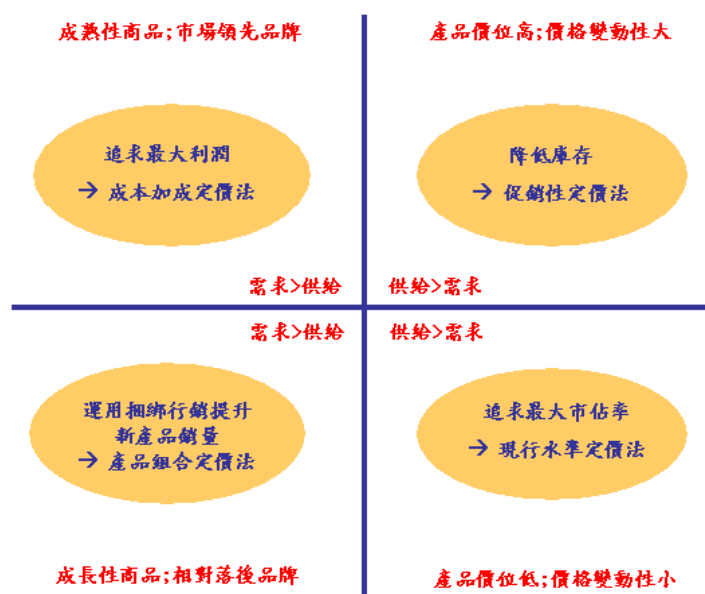 成熟性商品;市場領先品牌
產品價位高;價格變動性大
追求最大利潤
→ 成本加成定價法
降低庫存
→ 促銷性定價法
需求>供給
供給>需求
需求>供給
供給>需求
運用捆綁行銷提升
新產品銷量
→ 產品組合定價法
追求最大市佔率
→ 現行水準定價法
成長性商品;相對落後品牌
產品價位低;價格變動性小